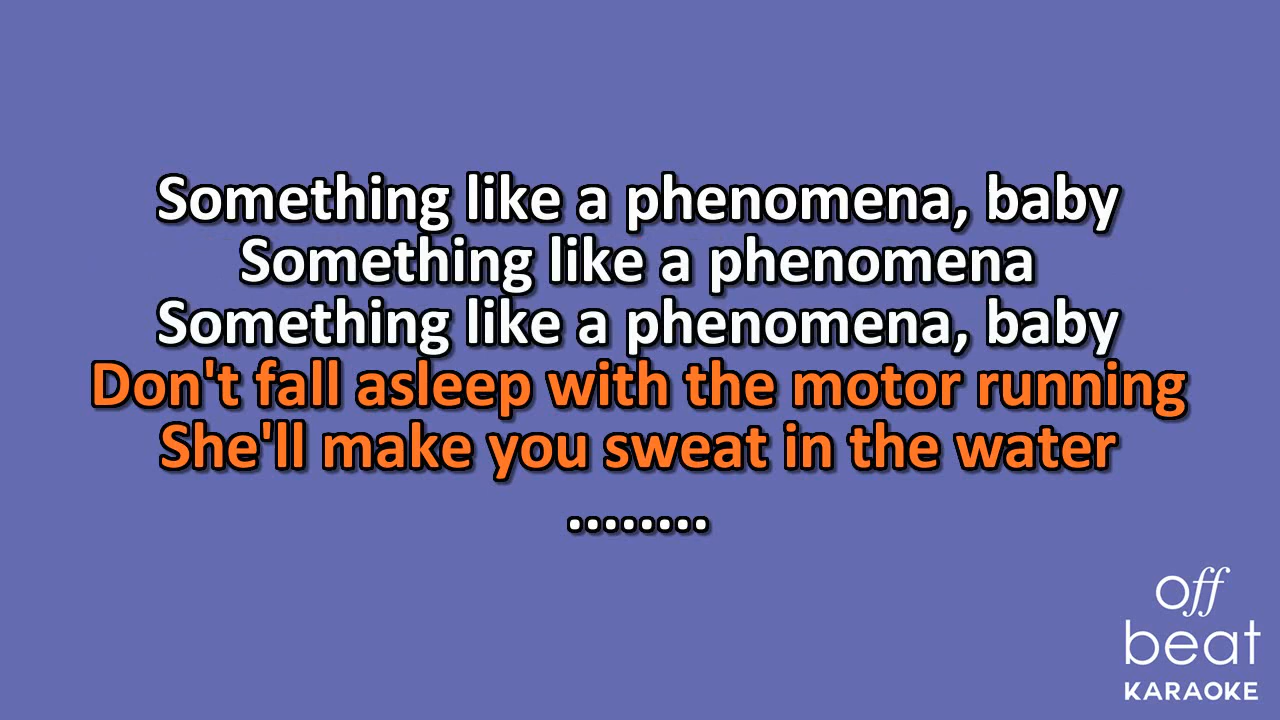 Something like a phenomena, baby
Something like a phenomena
Something like a phenomena, baby
Don't fall asleep with the motor running
She'll make you sweat in the water
........
off
beat
KARAOKE